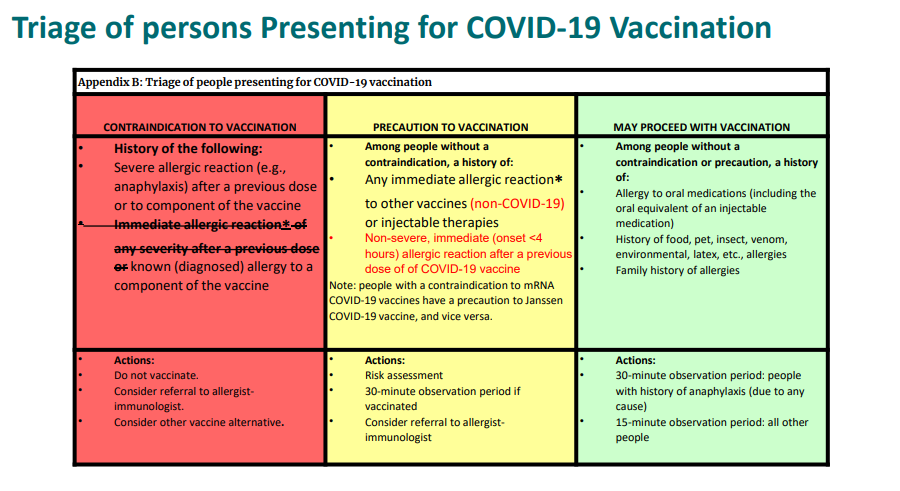 Triage of persons Presenting for COVID-19 Vaccination
Appendix B: Triage of people presenting for COVID-19 vaccination
CONTRAINDICATION TO VACCINATION
• History of the following:
• Severe allergic reaction (e.g.,
anaphylaxis) after a previous dose
or to component of the vaccine
• Immediate allergic reaction* of
any severity after a previous dose
or known (diagnosed) allergy to a
component of the vaccine
PRECAUTION TO VACCINATION
• Among people without a
contraindication, a history of:
• Any immediate allergic reaction*
to other vaccines (non-COVID-19)
or injectable therapies
• Non-severe, immediate (onset <4
hours) allergic reaction after a previous
dose of of COVID-19 vaccine
Note: people with a contraindication to mRNA
COVID-19 vaccines have a precaution to Janssen
COVID-19 vaccine, and vice versa.
MAY PROCEED WITH VACCINATION
• Among people without a
contraindication or precaution, a history
of:
• Allergy to oral medications (including the
oral equivalent of an injectable
medication)
• History of food, pet, insect, venom,
environmental, latex, etc., allergies
• Family history of allergies
• Actions:
• Do not vaccinate.
• Consider referral to allergist-
immunologist.
• Consider other vaccine alternative.
• Actions:
• Risk assessment
• 30-minute observation period if
vaccinated
• Consider referral to allergist-
immunologist
• Actions:
• 30-minute observation period: people
with history of anaphylaxis (due to any
cause)
• 15-minute observation period: all other
people